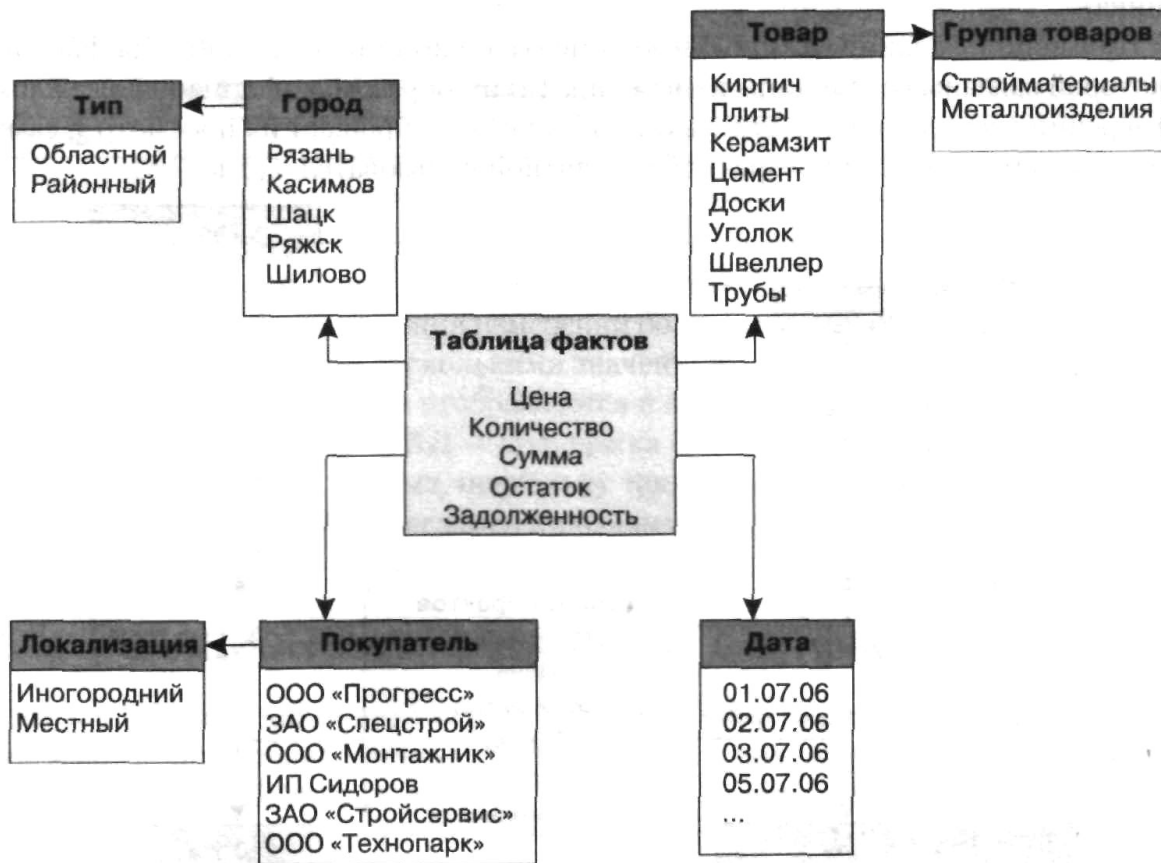 Товар
Кирпич
Плиты
Керамзит
Цемент
Доски
Уголок
Швеллер
Трубы
Группа товаров
Стройматериалы
Металлоизделия
Тип
Областной
Районный
Город
Рязань
Касимов
Шацк
Ряжск
Шилово
Таблица фактов
Цена
Количество
Сумма
Остаток
Задолженность
Локализация
Иногородний
Местный
Покупатель
ООО «Прогресс»
ЗАО «Спецстрой»
ООО «Монтажник»
ИП Сидоров
ЗАО «Стройсервис»
ООО «Технопарк»
Дата
01.07.06
02.07.06
03.07.06
05.07.06
...